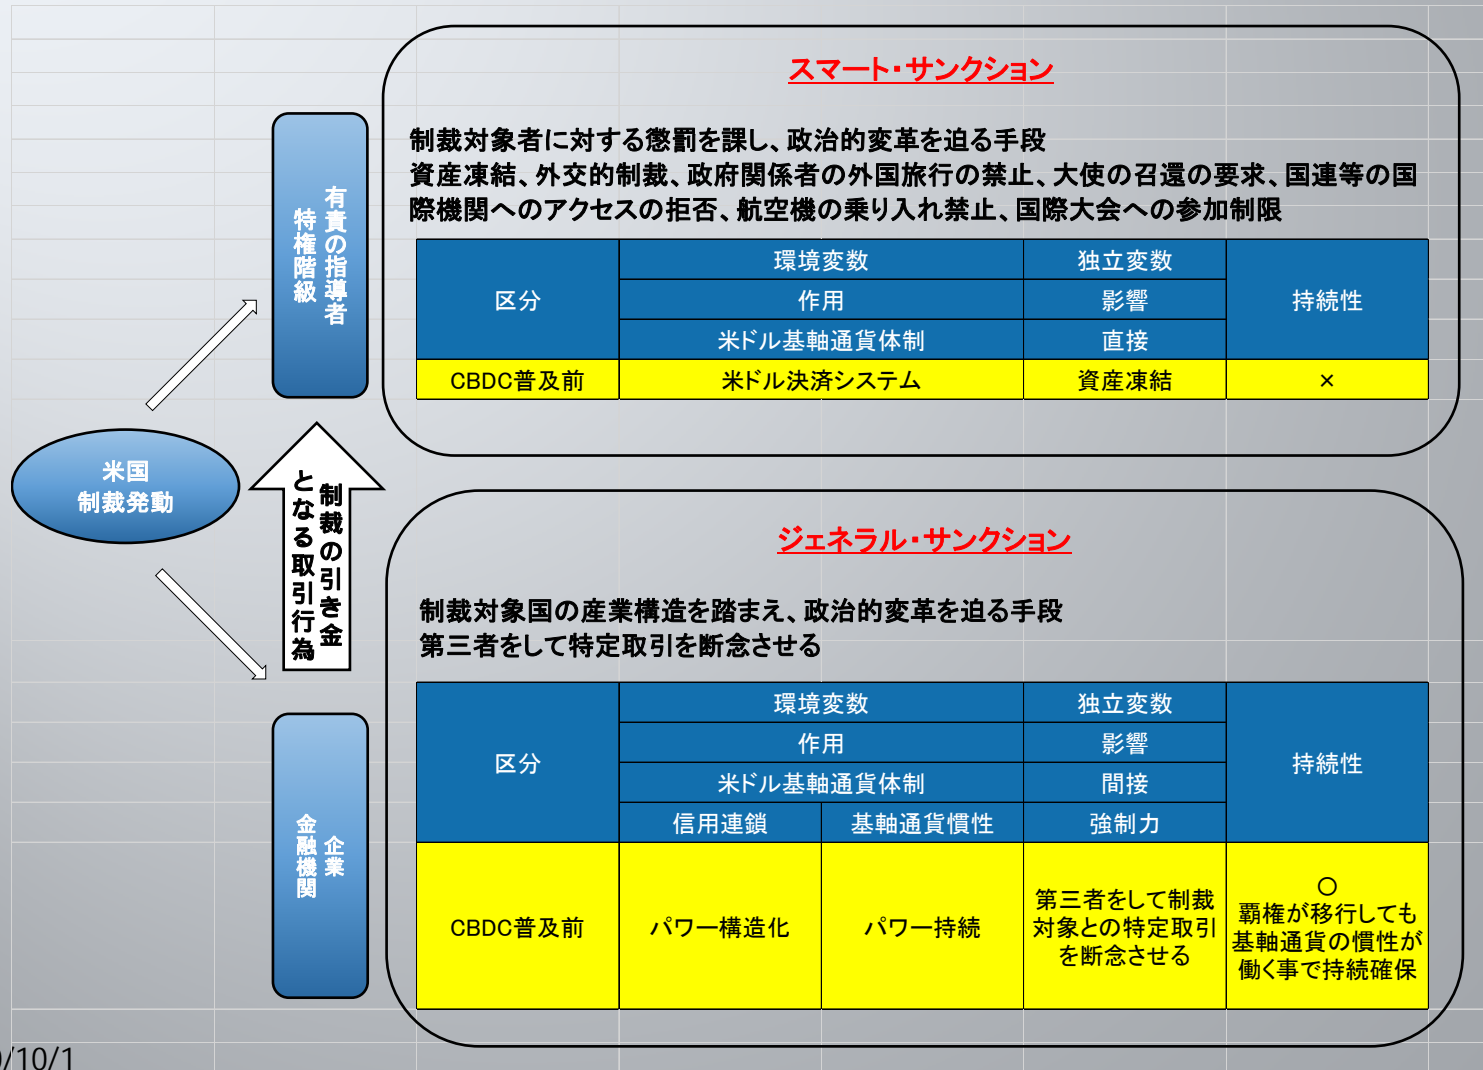 スマート・サンクション
制裁対象者に対する懲罰を課し、政治的変革を迫る手段
資産凍結、外交的制裁、政府関係者の外国旅行の禁止、大使の召還の要求、国連等の国
際機関へのアクセスの拒否、航空機の乗り入れ禁止、国際大会への参加制限
有責の指導者
特権階級
区分
環境変数
独立変数
持続性
作用
影響
米ドル基軸通貨体制
直接
CBDC普及前
米ドル決済システム
資産凍結
×
米国
制裁発動
制裁の引き金
となる取引行為
ジェネラル・サンクション
制裁対象国の産業構造を踏まえ、政治的変革を迫る手段
第三者をして特定取引を断念させる
企業
金融機関
区分
環境変数
独立変数
持続性
作用
影響
米ドル基軸通貨体制
間接
信用連鎖
基軸通貨慣性
強制力
CBDC普及前
パワー構造化
パワー持続
第三者をして制裁
対象との特定取引
を断念させる
○
覇権が移行しても
基軸通貨の慣性が
働く事で持続確保
/10/1